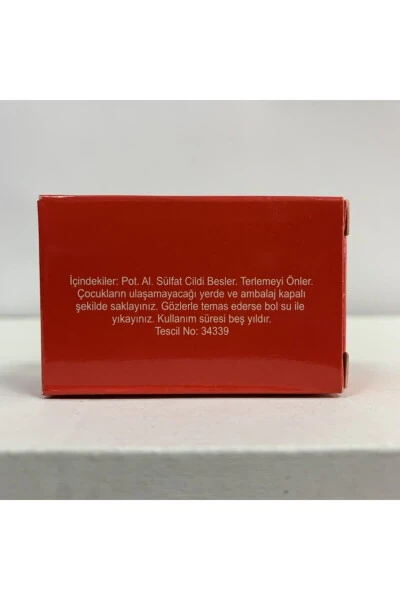 İçindekiler: Pot. Al. Sülfat Cildi Besler. Terlemeyi Önler.
Çocukların ulaşamayacağı yerde ve ambalaj kapalı
şekilde saklayınız. Gözlerle temas ederse bol su ile
yıkayınız. Kullanım süresi beş yıldır.
Tescil No: 34339